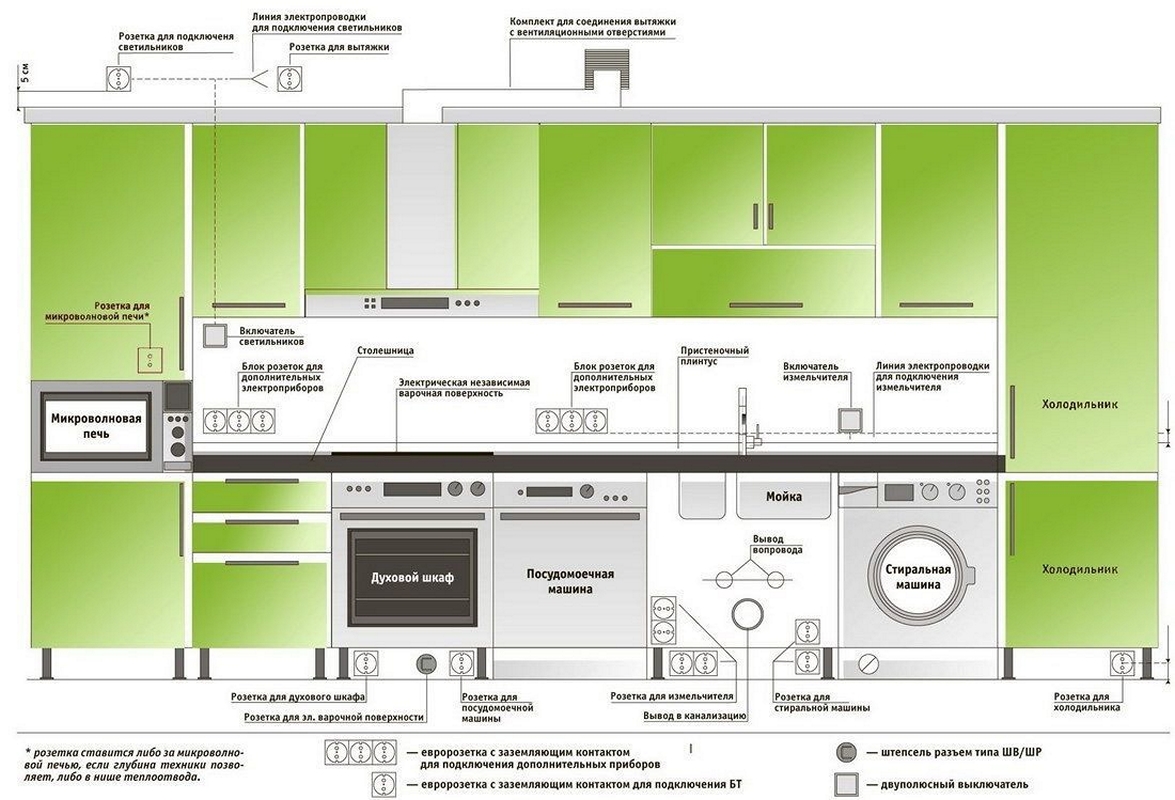 Линия электропроводки
для подключения светильников
Розетка для подключеня
светильников
Розетка для вытяжки
Комплект для соединения вытяжки
с вентиляционными отверстиями
5 см
Розетка для
микроволновой печи*
Включатель
светильников
Столешница
Блок розеток для
дополнительных
электроприборов
Электрическая независимая
варочная поверхность
Блок розеток для
дополнительных
электроприборов
Пристеночный
плинтус
Включатель
измельчителя
Линия электропроводки
для подключения
измельчителя
Холодильник
Микроволновая
печь
Мойка
Вывод
вопровода
Духовой шкаф
Посудомоечная
машина
Стиральная
машина
Холодильник
Розетка для духового шкафа
Розетка для эл. варочной поверхности
Розетка для
посудомоечной
машины
Розетка для измельчителя
Вывод в канализацию
Розетка для
стиральной машины
Розетка для
холодильника
* розетка ставится либо за микроволно-
вой печью, если глубина техники позво-
ляет, либо в нише теплоотвода.
— евророзетка с заземляющим контактом
для подключения дополнительных приборов
— евророзетка с заземляющим контактом для подключения БТ
— штепсель разъем типа ШВ/ШР
— двуполюсный выключатель